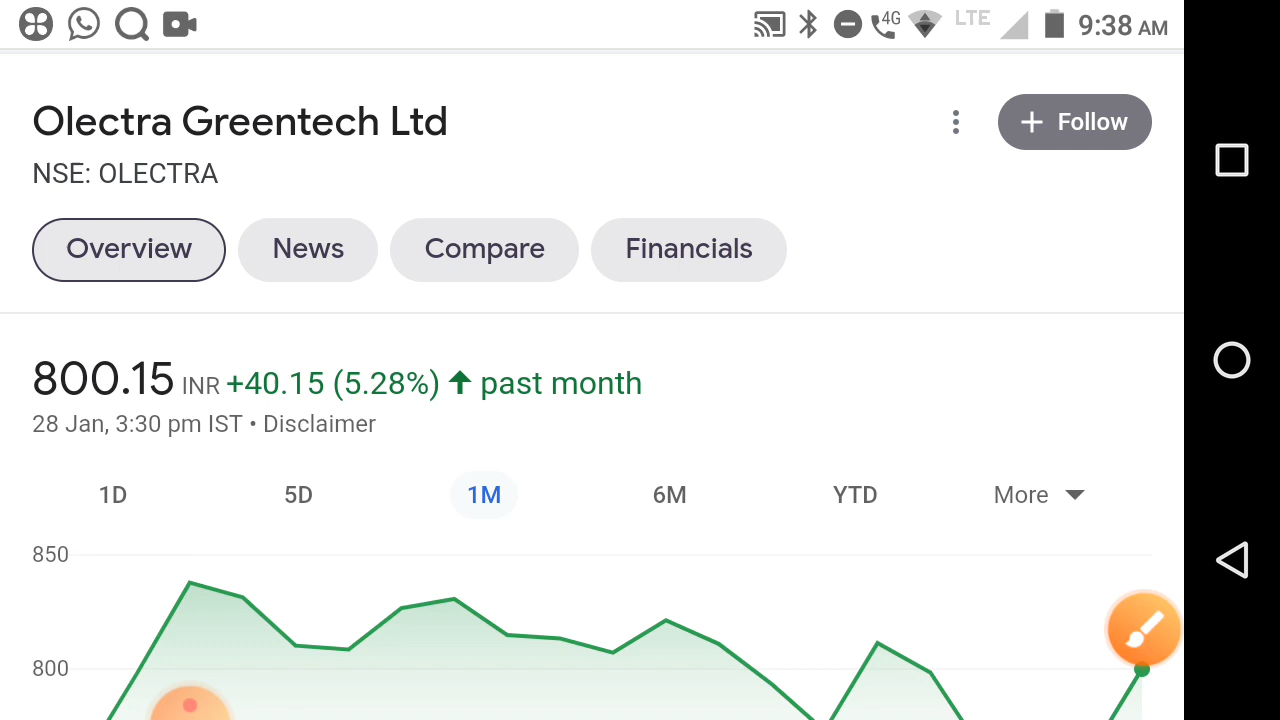 4G LTE 9:38 AM
Olectra Greentech Ltd
+ Follow
NSE: OLECTRA
Overview News Compare Financials
800.15 INR +40.15 (5.28%) ↑ past month
28 Jan, 3:30 pm IST • Disclaimer
1D 5D 1M 6M YTD More
850
800